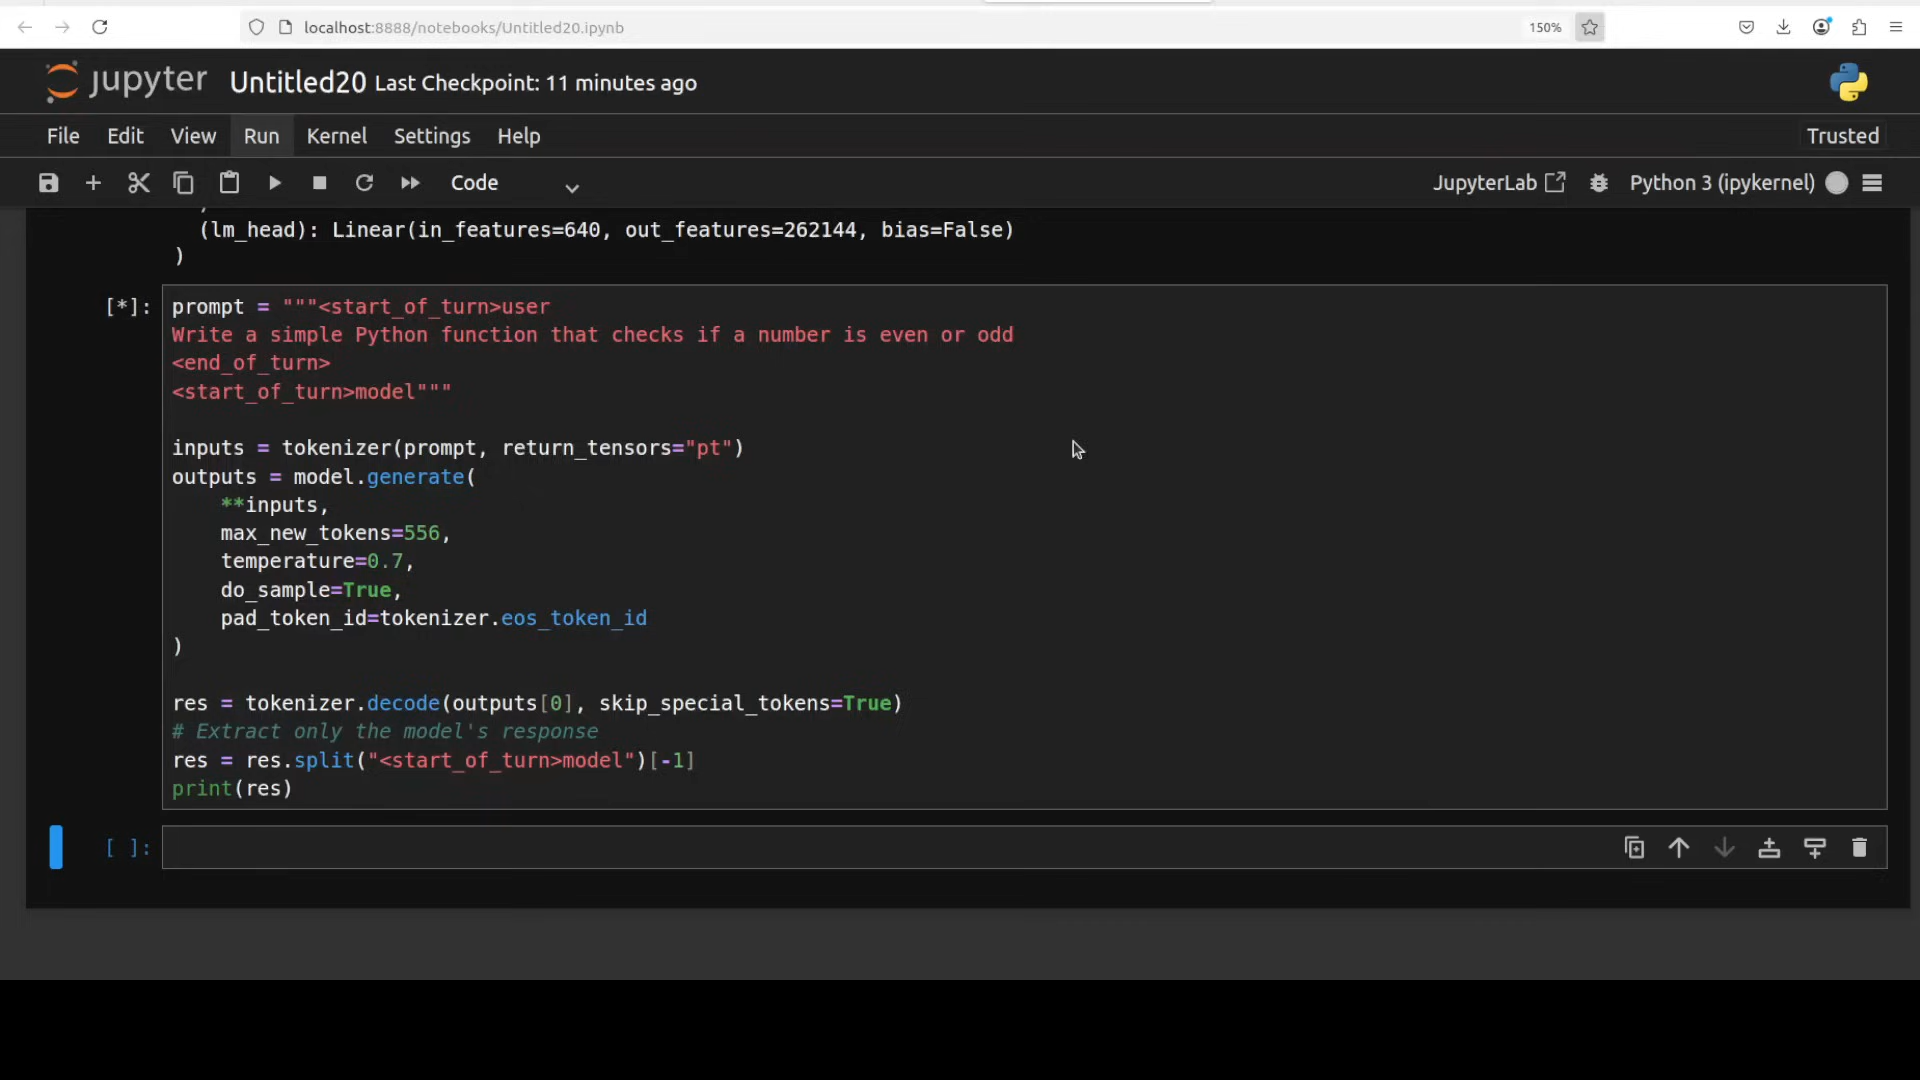 localhost:8888/notebooks/Untitled20.ipynb
150%
jupyter Untitled20 Last Checkpoint: 11 minutes ago
File Edit View Run Kernel Settings Help
Trusted
Code
JupyterLab
Python 3 (ipykernel)
(lm_head): Linear(in_features=640, out_features=262144, bias=False)
)
[*]: prompt = """<start_of_turn>user
Write a simple Python function that checks if a number is even or odd
<end_of_turn>
<start_of_turn>model"""
inputs = tokenizer(prompt, return_tensors="pt")
outputs = model.generate(
    **inputs,
    max_new_tokens=556,
    temperature=0.7,
    do_sample=True,
    pad_token_id=tokenizer.eos_token_id
)
res = tokenizer.decode(outputs[0], skip_special_tokens=True)
# Extract only the model's response
res = res.split("<start_of_turn>model")[-1]
print(res)
[ ]: